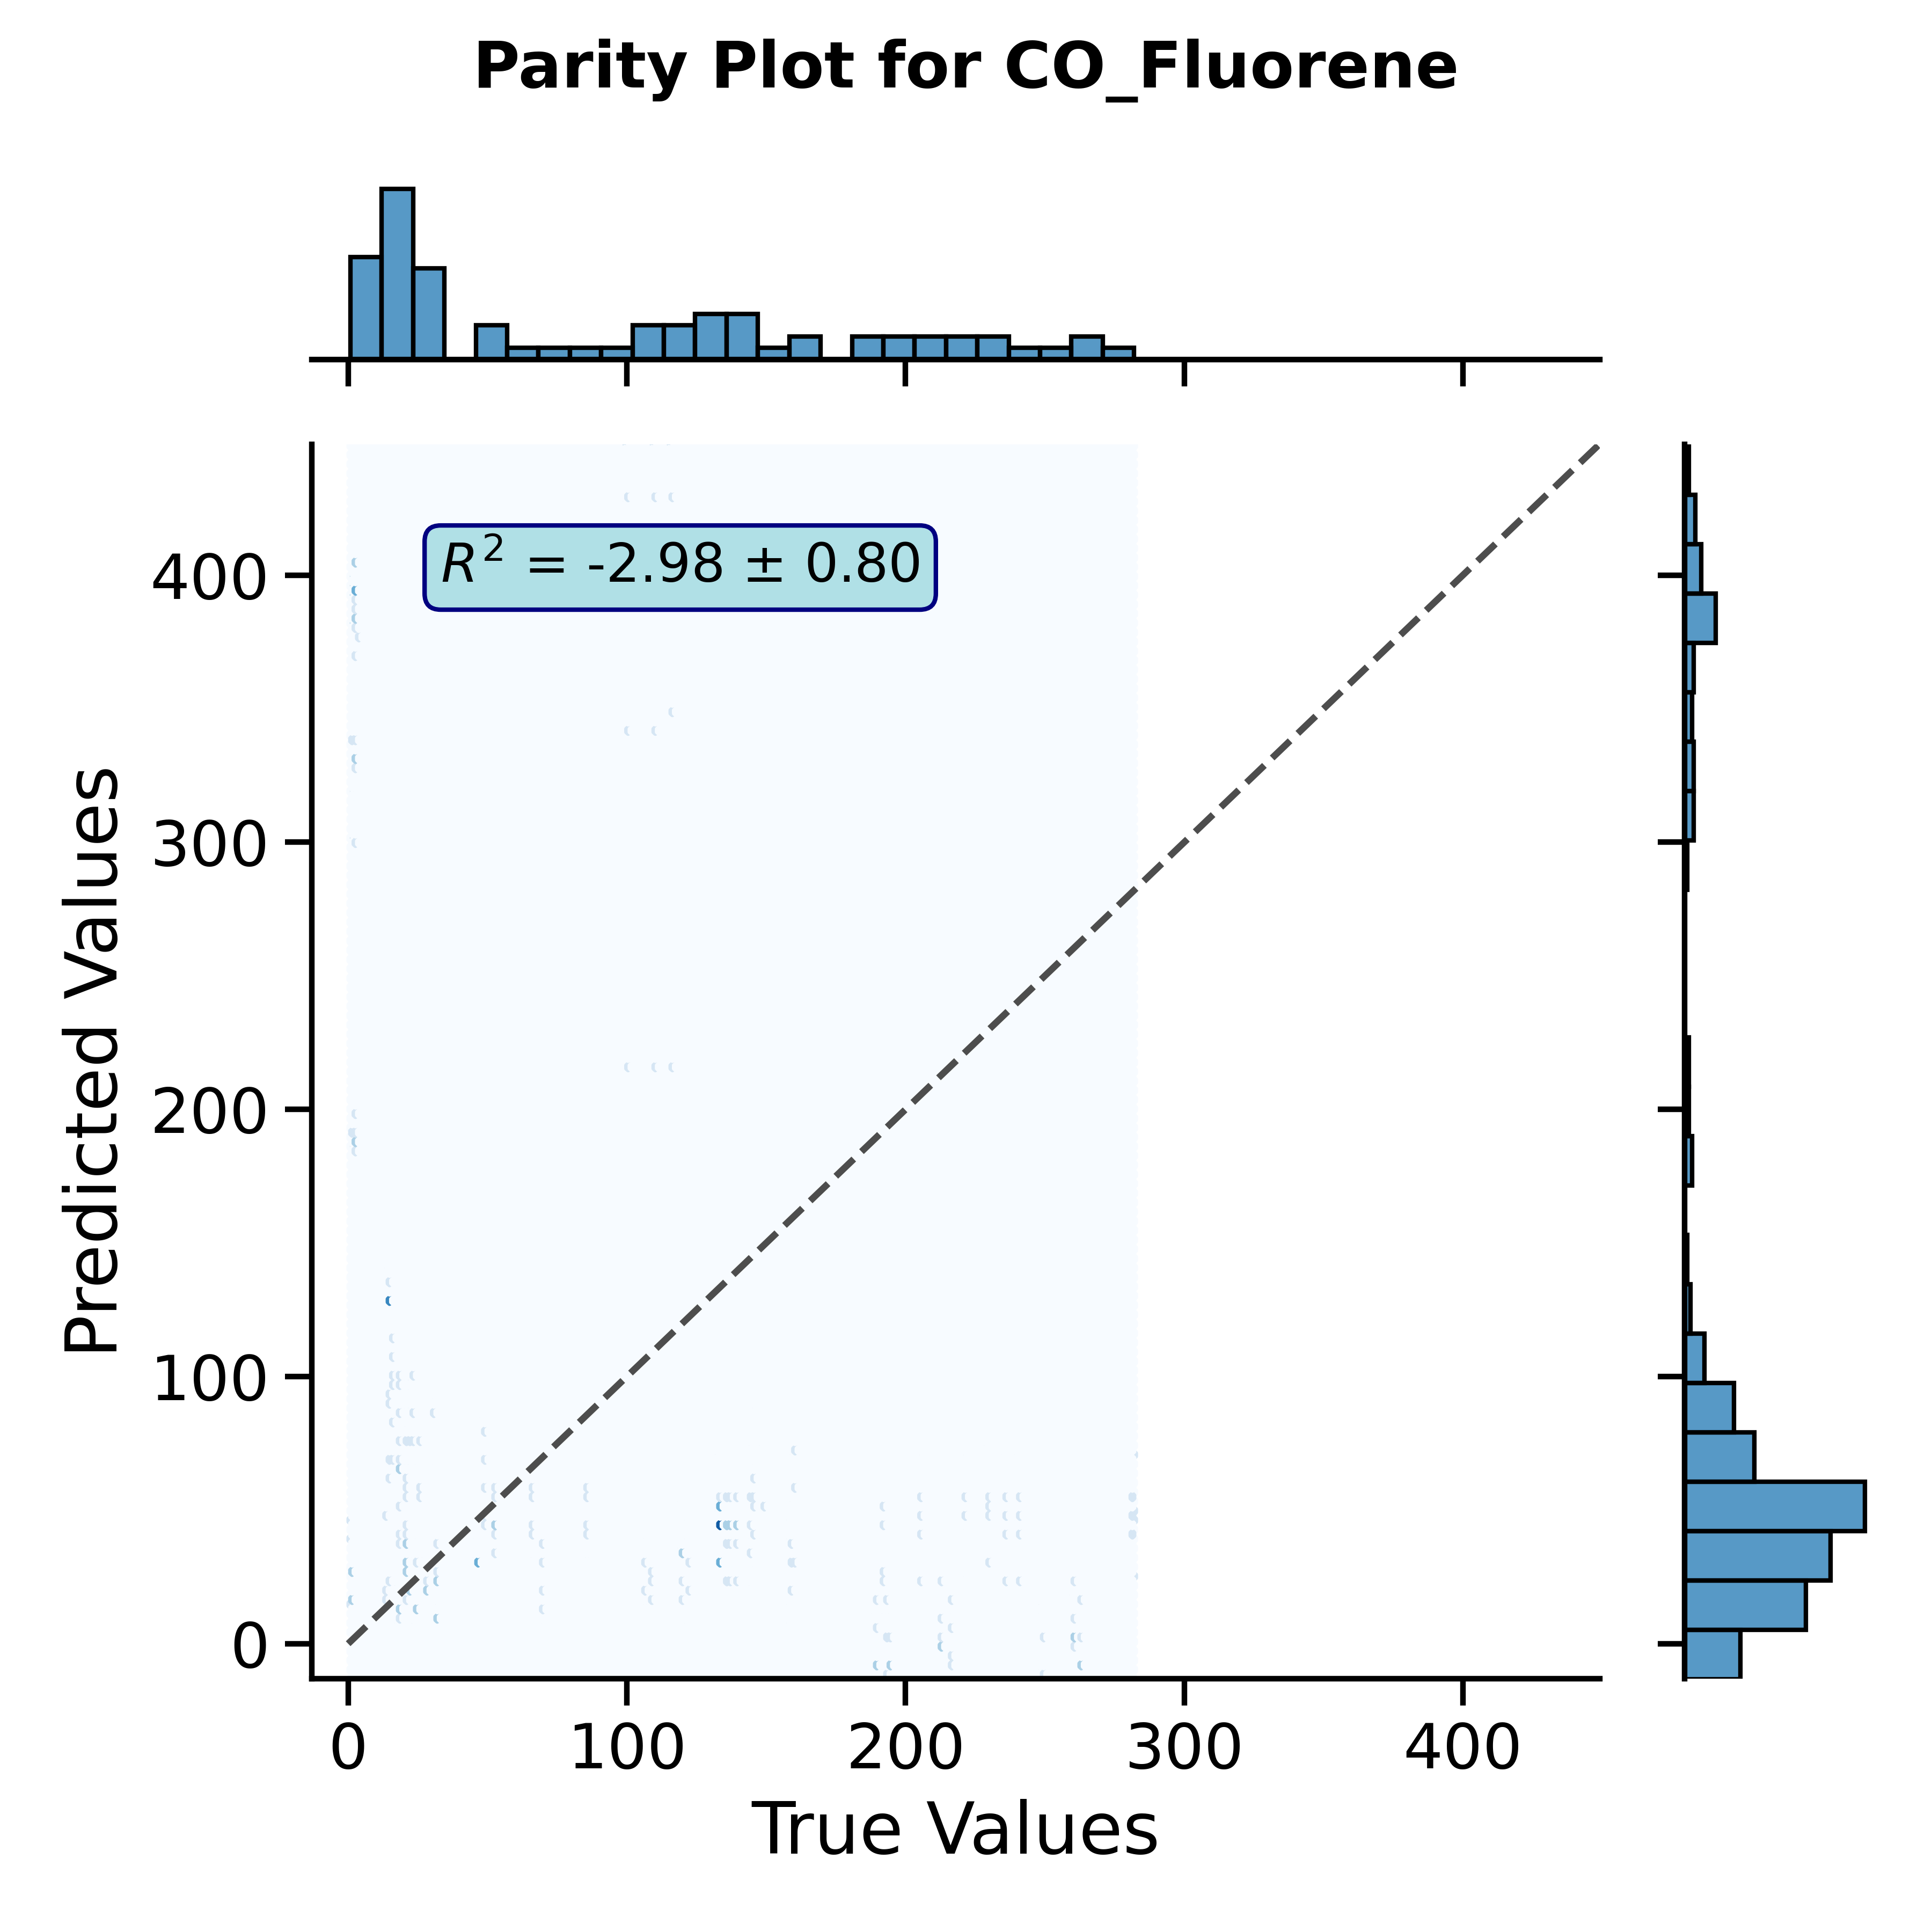 Parity Plot for CO_Fluorene
R² = -2.98 ± 0.80
Predicted Values
400
300
200
100
0
0 100 200 300 400
True Values